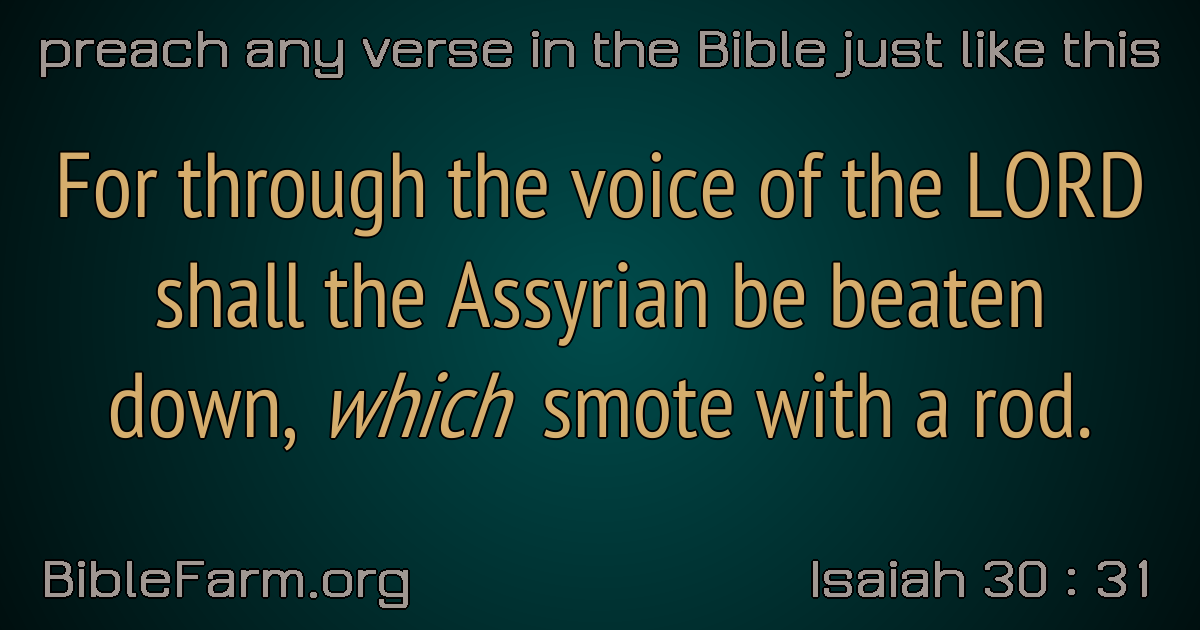 preach any verse in the Bible just like this
For through the voice of the LORD
shall the Assyrian be beaten
down, which smote with a rod.
BibleFarm.org
Isaiah 30 : 31